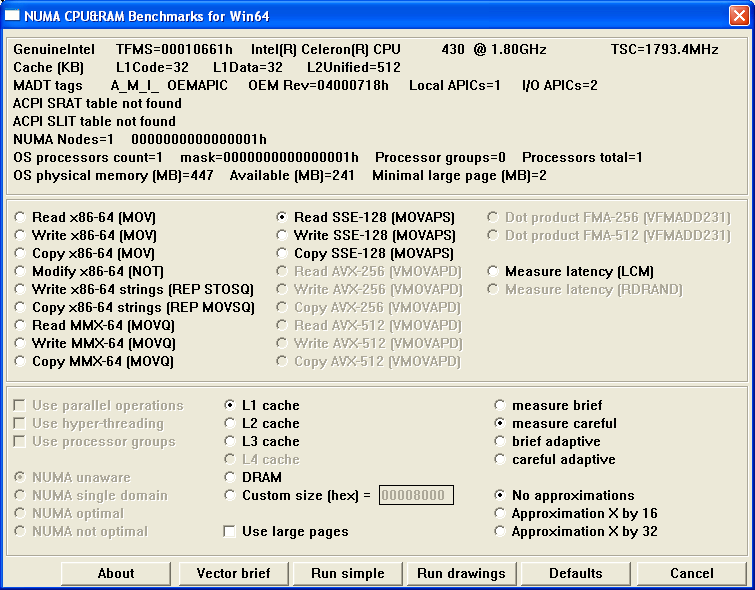 NUMA CPU&RAM Benchmarks for Win64
GenuineIntel TFMS=00010661h Intel(R) Celeron(R) CPU 430 @ 1.80GHz TSC=1793.4MHz
Cache (KB) L1Code=32 L1Data=32 L2Unified=512
MADT tags A_M_I_ OEMAPIC OEM Rev=04000718h Local APICs=1 I/O APICs=2
ACPI SRAT table not found
ACPI SLIT table not found
NUMA Nodes=1 0000000000000001h
OS processors count=1 mask=0000000000000001h Processor groups=0 Processors total=1
OS physical memory (MB)=447 Available (MB)=241 Minimal large page (MB)=2
Read x86-64 (MOV)
Write x86-64 (MOV)
Copy x86-64 (MOV)
Modify x86-64 (NOT)
Write x86-64 strings (REP STOSQ)
Copy x86-64 strings (REP MOVSQ)
Read MMX-64 (MOVQ)
Write MMX-64 (MOVQ)
Copy MMX-64 (MOVQ)
Read SSE-128 (MOVAPS)
Write SSE-128 (MOVAPS)
Copy SSE-128 (MOVAPS)
Read AVX-256 (VMOVAPD)
Write AVX-256 (VMOVAPD)
Copy AVX-256 (VMOVAPD)
Read AVX-512 (VMOVAPD)
Write AVX-512 (VMOVAPD)
Copy AVX-512 (VMOVAPD)
Dot product FMA-256 (VFMADD231)
Dot product FMA-512 (VFMADD231)
Measure latency (LCM)
Measure latency (RDRAND)
Use parallel operations
Use hyper-threading
Use processor groups
NUMA unaware
NUMA single domain
NUMA optimal
NUMA not optimal
L1 cache
L2 cache
L3 cache
L4 cache
DRAM
Custom size (hex) = 00008000
Use large pages
measure brief
measure careful
brief adaptive
careful adaptive
No approximations
Approximation X by 16
Approximation X by 32
About Vector brief Run simple Run drawings Defaults Cancel